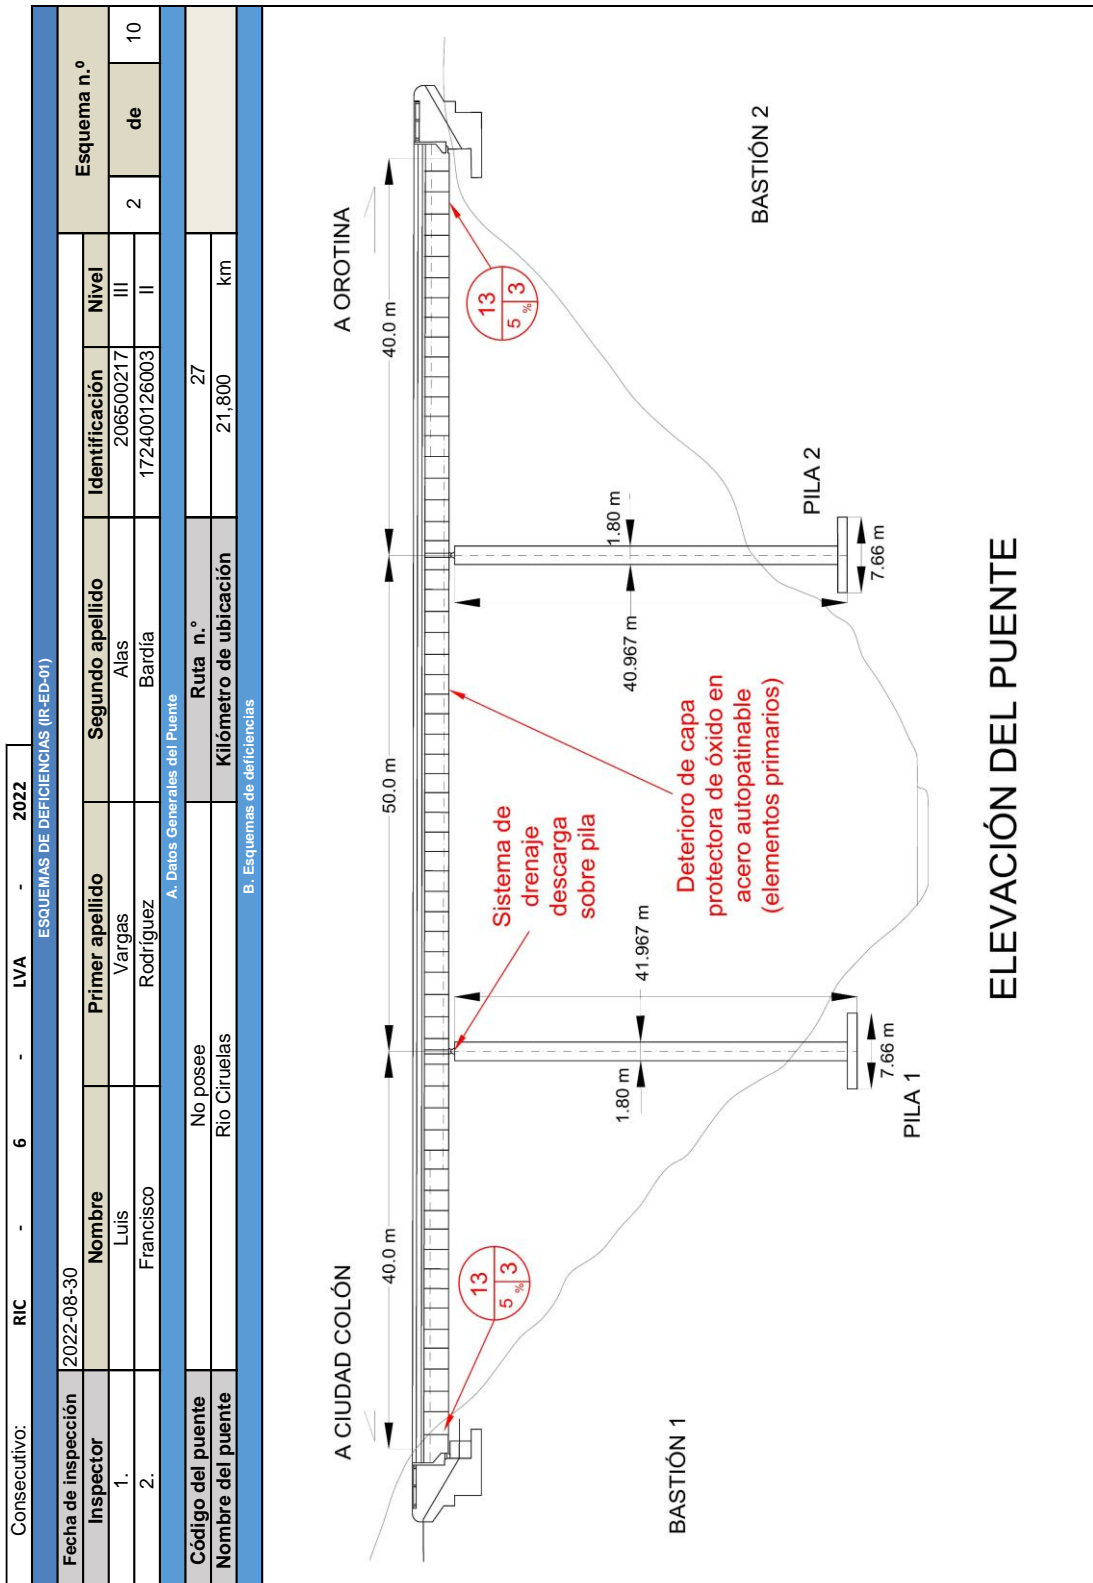 Consecutivo: RIC - 6 - LVA - 2022
ESQUEMAS DE DEFICIENCIAS (IR-ED-01)
Fecha de inspección 2022-08-30 Esquema n.º
Inspector Nombre Primer apellido Segundo apellido Identificación Nivel
1. Luis Vargas Alas 206500217 III 2 de 10
2. Francisco Rodríguez Bardía 172400126003 II
A. Datos Generales del Puente
Código del puente No posee Ruta n.° 27
Nombre del puente Rio Ciruelas Kilómetro de ubicación 21,800 km
B. Esquemas de deficiencias
A CIUDAD COLÓN
A OROTINA
40.0 m
50.0 m
40.0 m
13
5 % 3
13
5 % 3
Sistema de
drenaje
descarga
sobre pila
Deterioro de capa
protectora de óxido en
acero autopatinable
(elementos primarios)
1.80 m
41.967 m
40.967 m
1.80 m
BASTIÓN 1
BASTIÓN 2
7.66 m
PILA 1
7.66 m
PILA 2
ELEVACIÓN DEL PUENTE